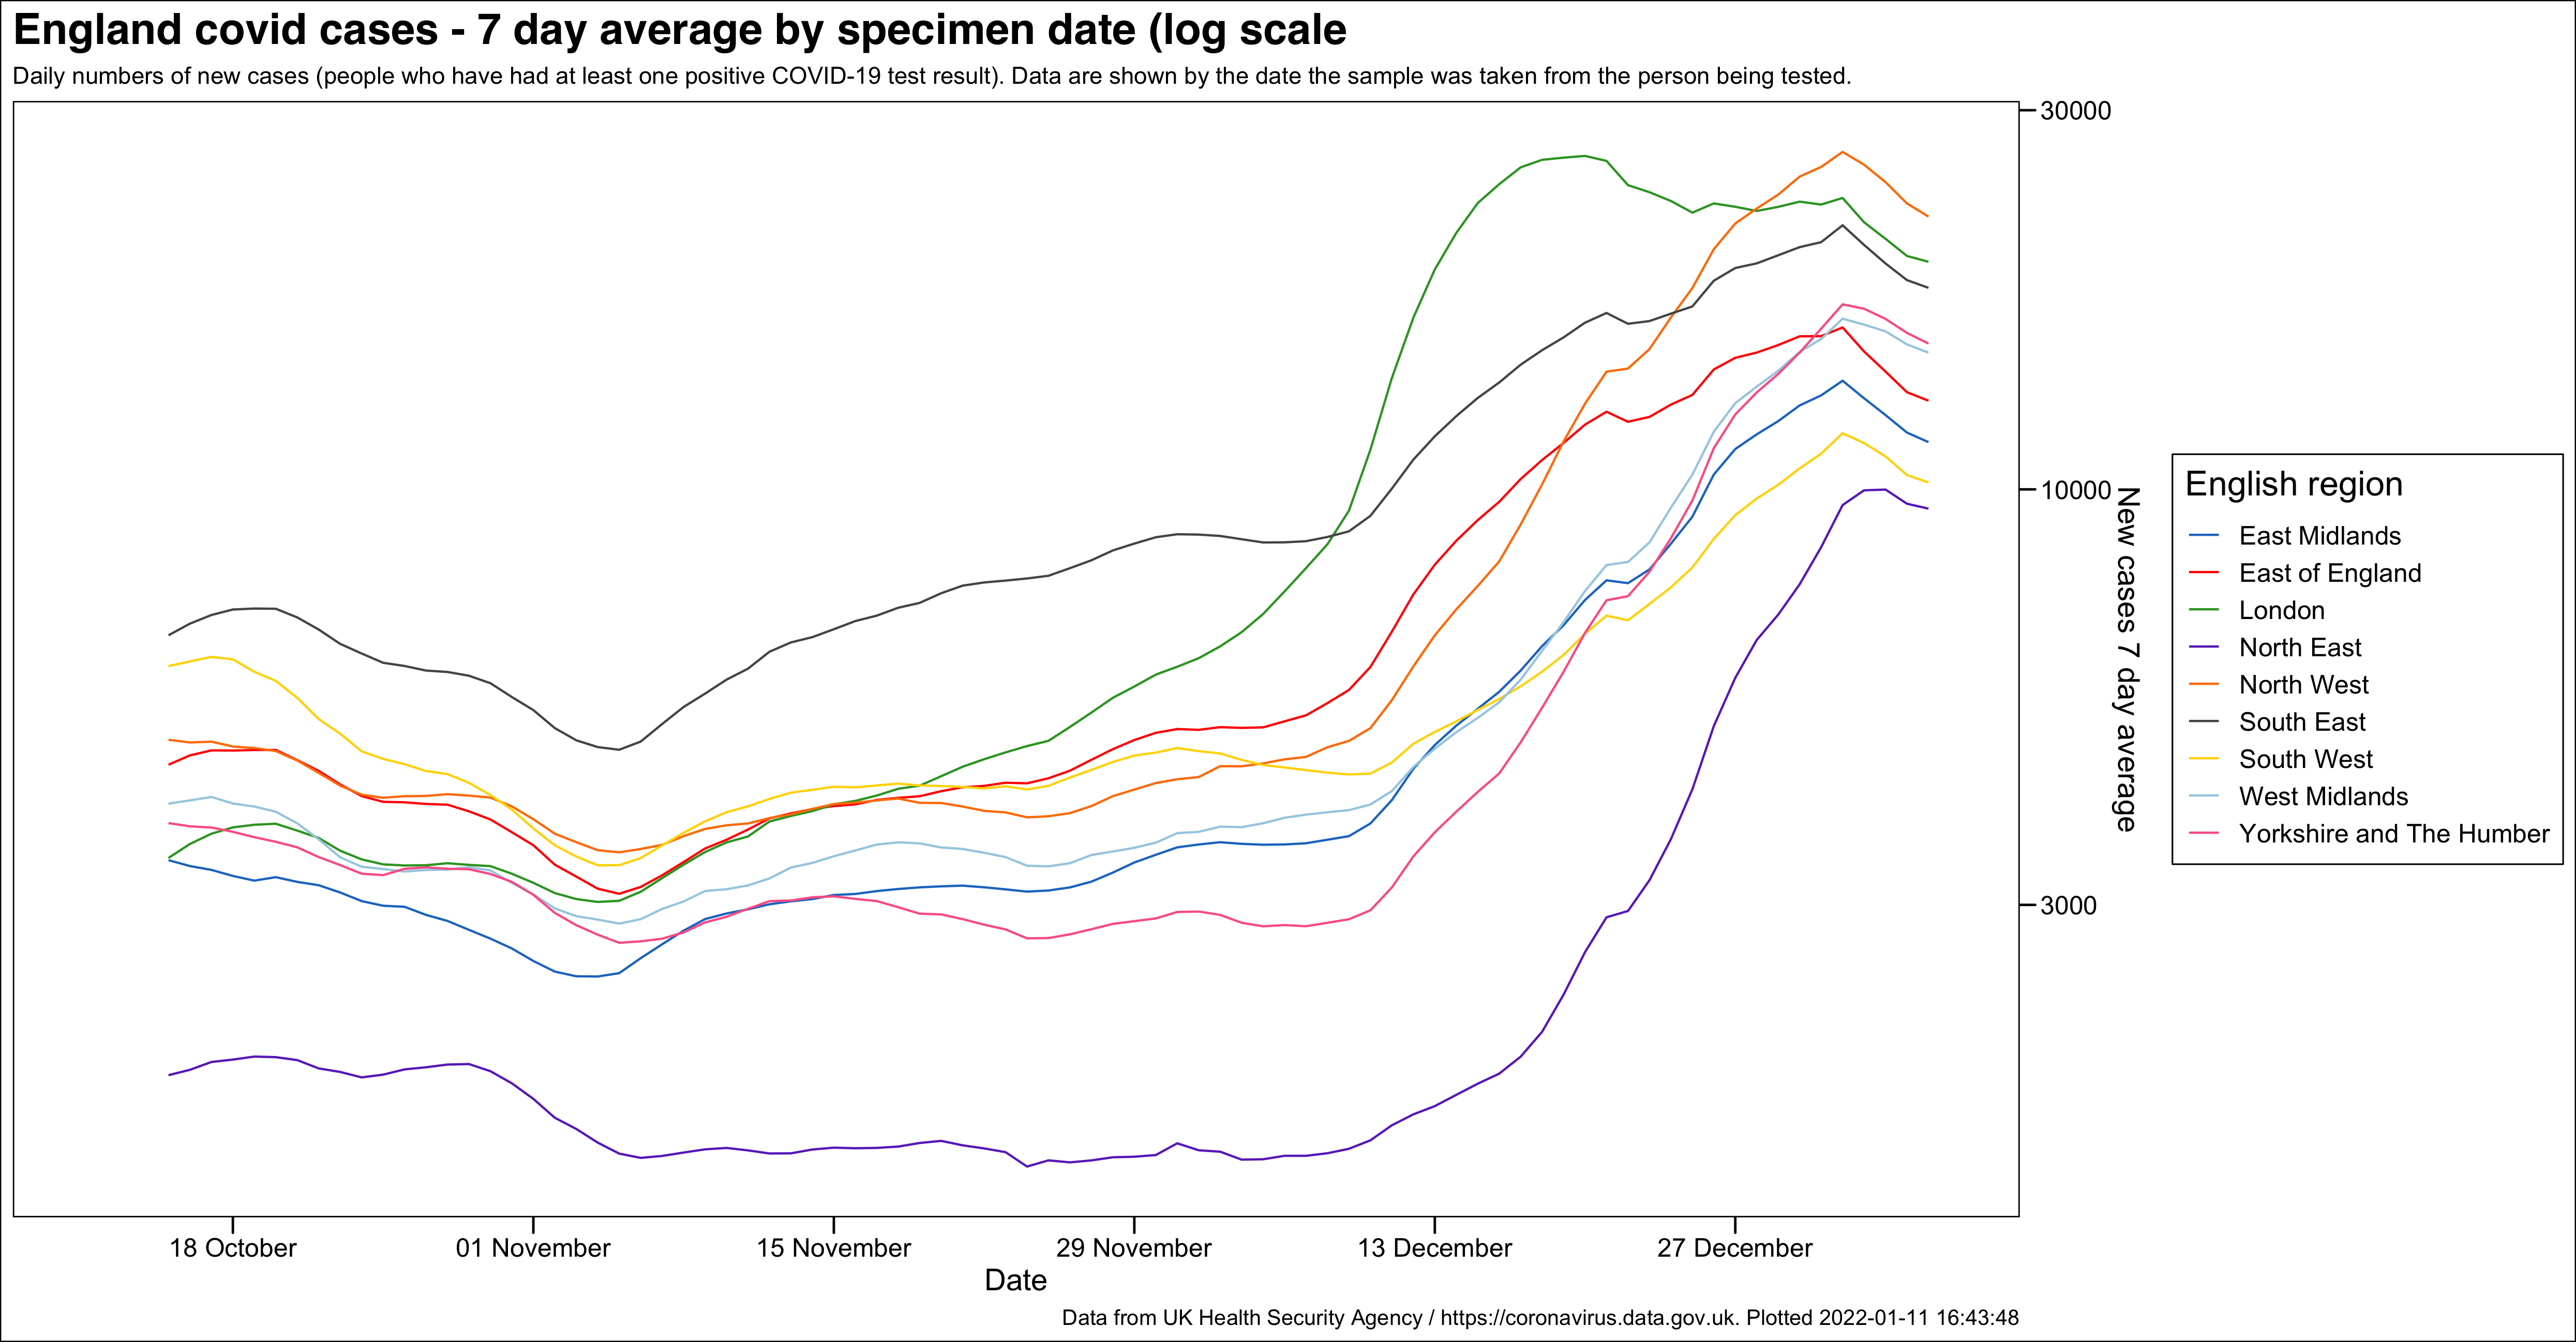 England covid cases - 7 day average by specimen date (log scale
Daily numbers of new cases (people who have had at least one positive COVID-19 test result). Data are shown by the date the sample was taken from the person being tested.
30000
10000
3000
New cases 7 day average
English region
East Midlands
East of England
London
North East
North West
South East
South West
West Midlands
Yorkshire and The Humber
18 October
01 November
15 November
29 November
13 December
27 December
Date
Data from UK Health Security Agency / https://coronavirus.data.gov.uk. Plotted 2022-01-11 16:43:48